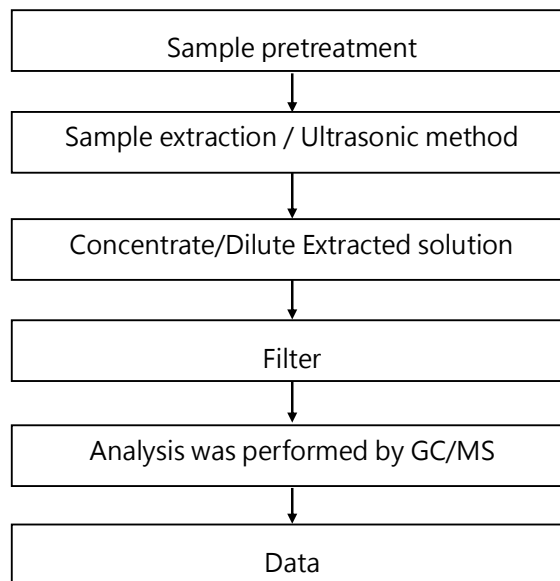 Sample pretreatment
Sample extraction / Ultrasonic method
Concentrate/Dilute Extracted solution
Filter
Analysis was performed by GC/MS
Data